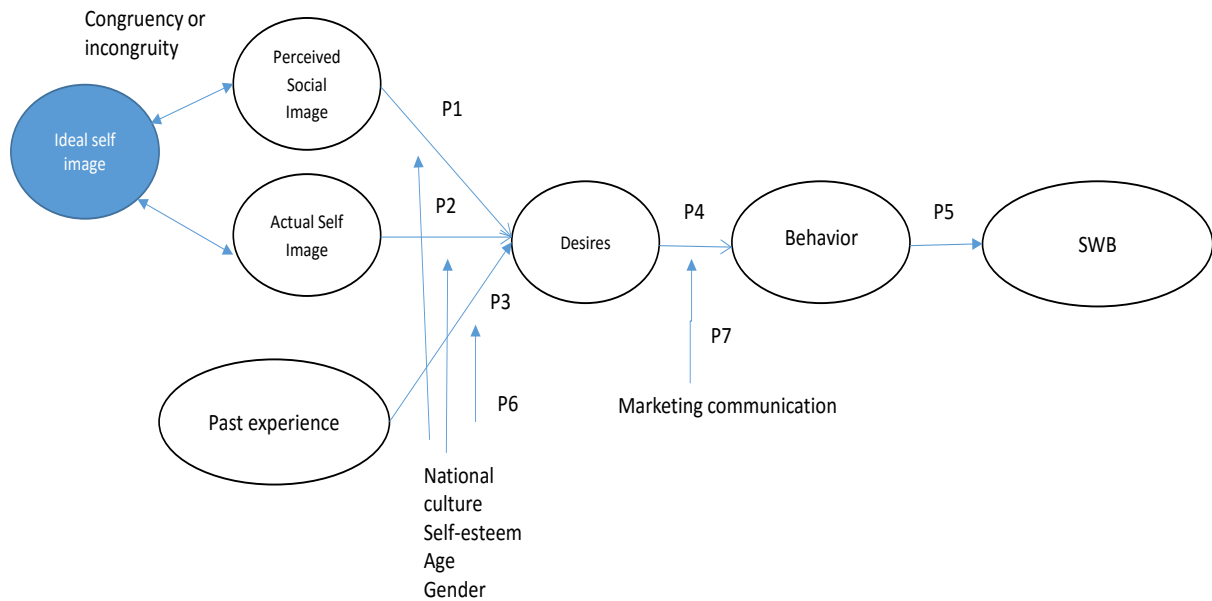 Congruency or
incongruity
Perceived
Social
Image
Ideal self
image
P1
Actual Self
Image
P2
Desires
P4
Behavior
P5
SWB
P3
P7
Past experience
P6
Marketing communication
National
culture
Self-esteem
Age
Gender